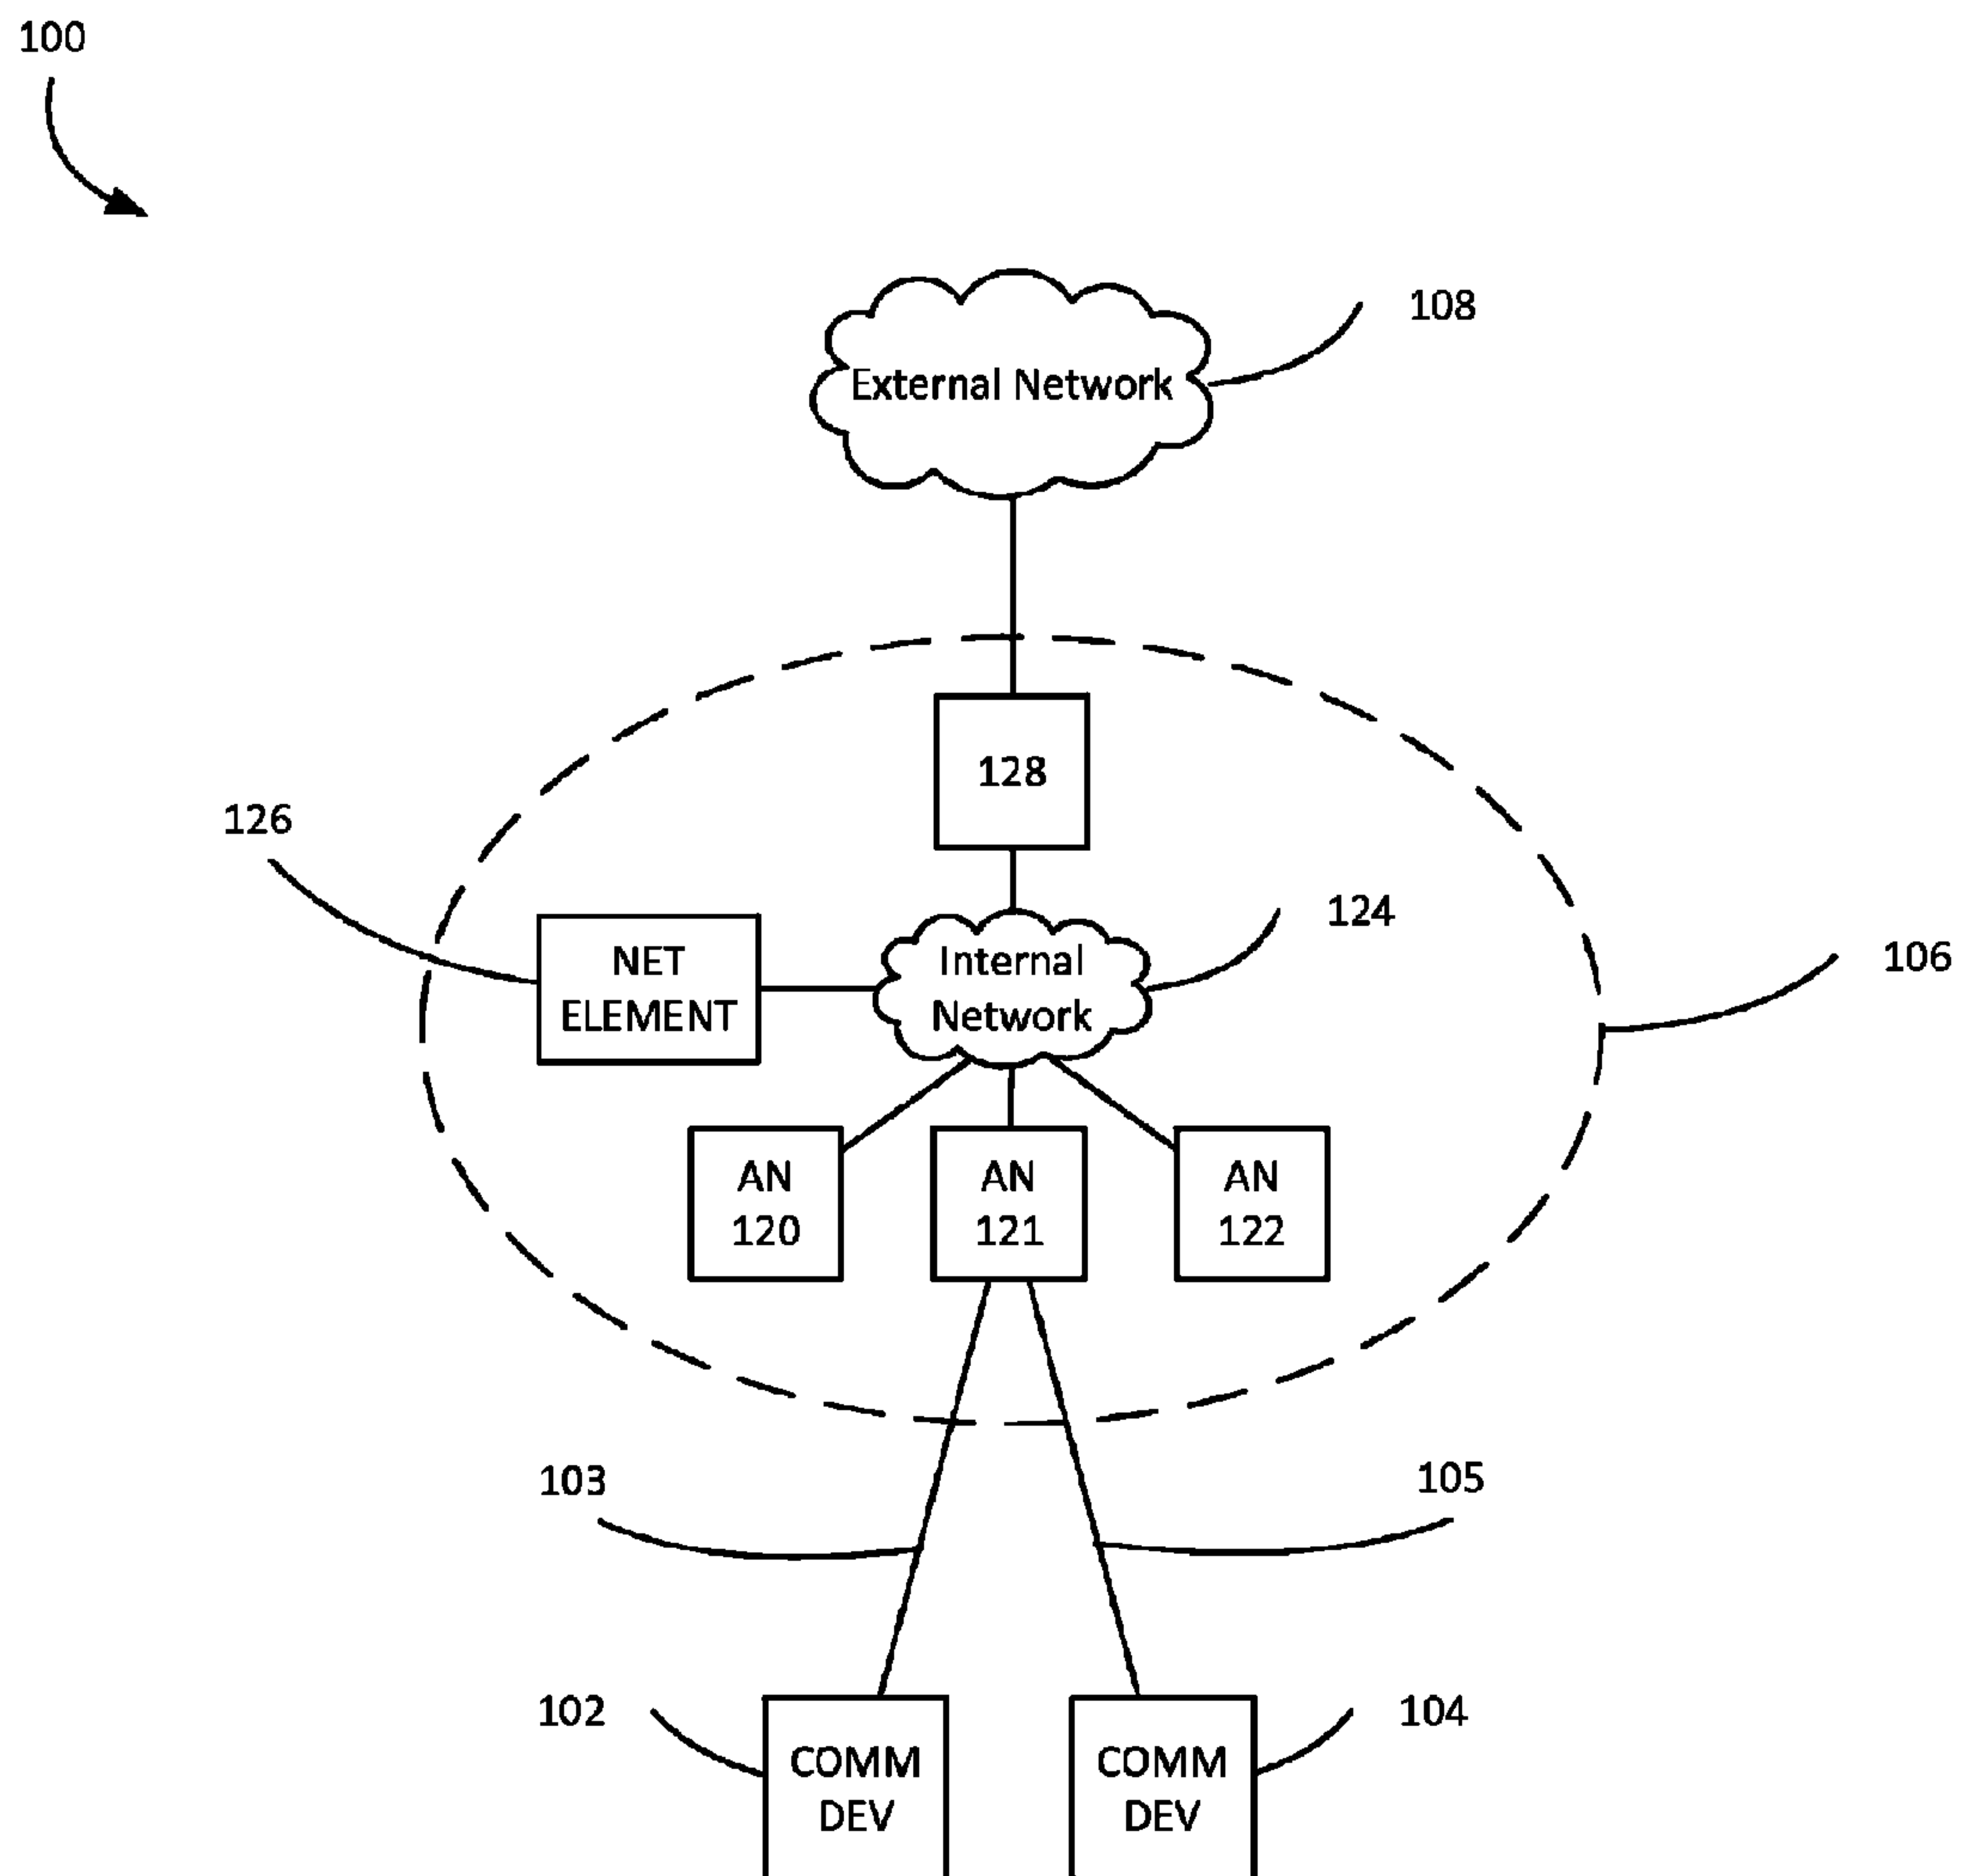 100
108
External Network
128
126
124
Internal
Network
106
NET
ELEMENT
AN
120
AN
121
AN
122
103
105
102
104
COMM
DEV
COMM
DEV